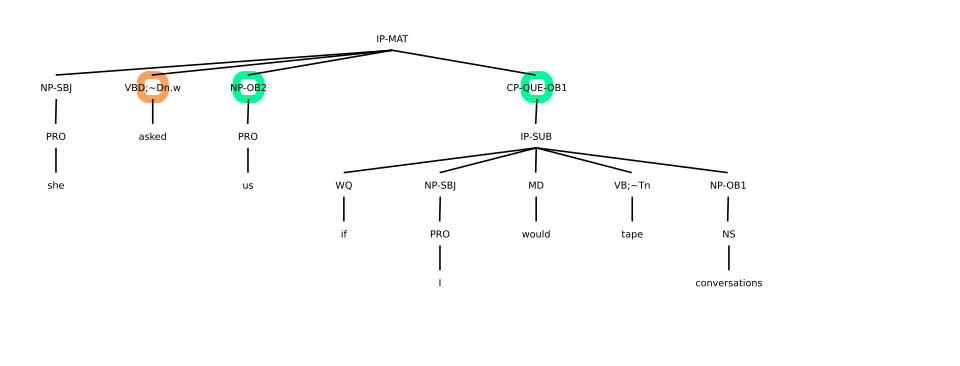 IP-MAT
NP-SBJ VBD;~Dn.w NP-OB2 CP-QUE-OB1
PRO asked PRO IP-SUB
she us WQ NP-SBJ MD VB;~Tn NP-OB1
if PRO would tape NS
I conversations